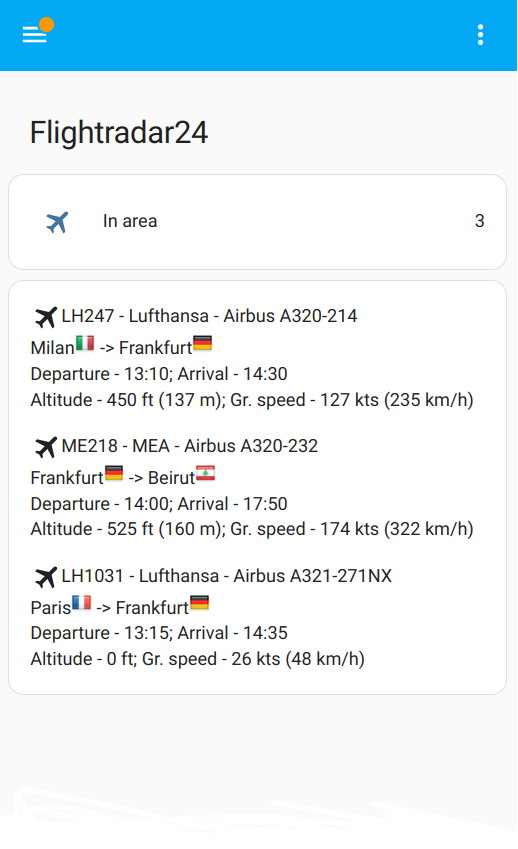 Flightradar24
In area 3
LH247 - Lufthansa - Airbus A320-214
Milan -> Frankfurt
Departure - 13:10; Arrival - 14:30
Altitude - 450 ft (137 m); Gr. speed - 127 kts (235 km/h)
ME218 - MEA - Airbus A320-232
Frankfurt -> Beirut
Departure - 14:00; Arrival - 17:50
Altitude - 525 ft (160 m); Gr. speed - 174 kts (322 km/h)
LH1031 - Lufthansa - Airbus A321-271NX
Paris -> Frankfurt
Departure - 13:15; Arrival - 14:35
Altitude - 0 ft; Gr. speed - 26 kts (48 km/h)